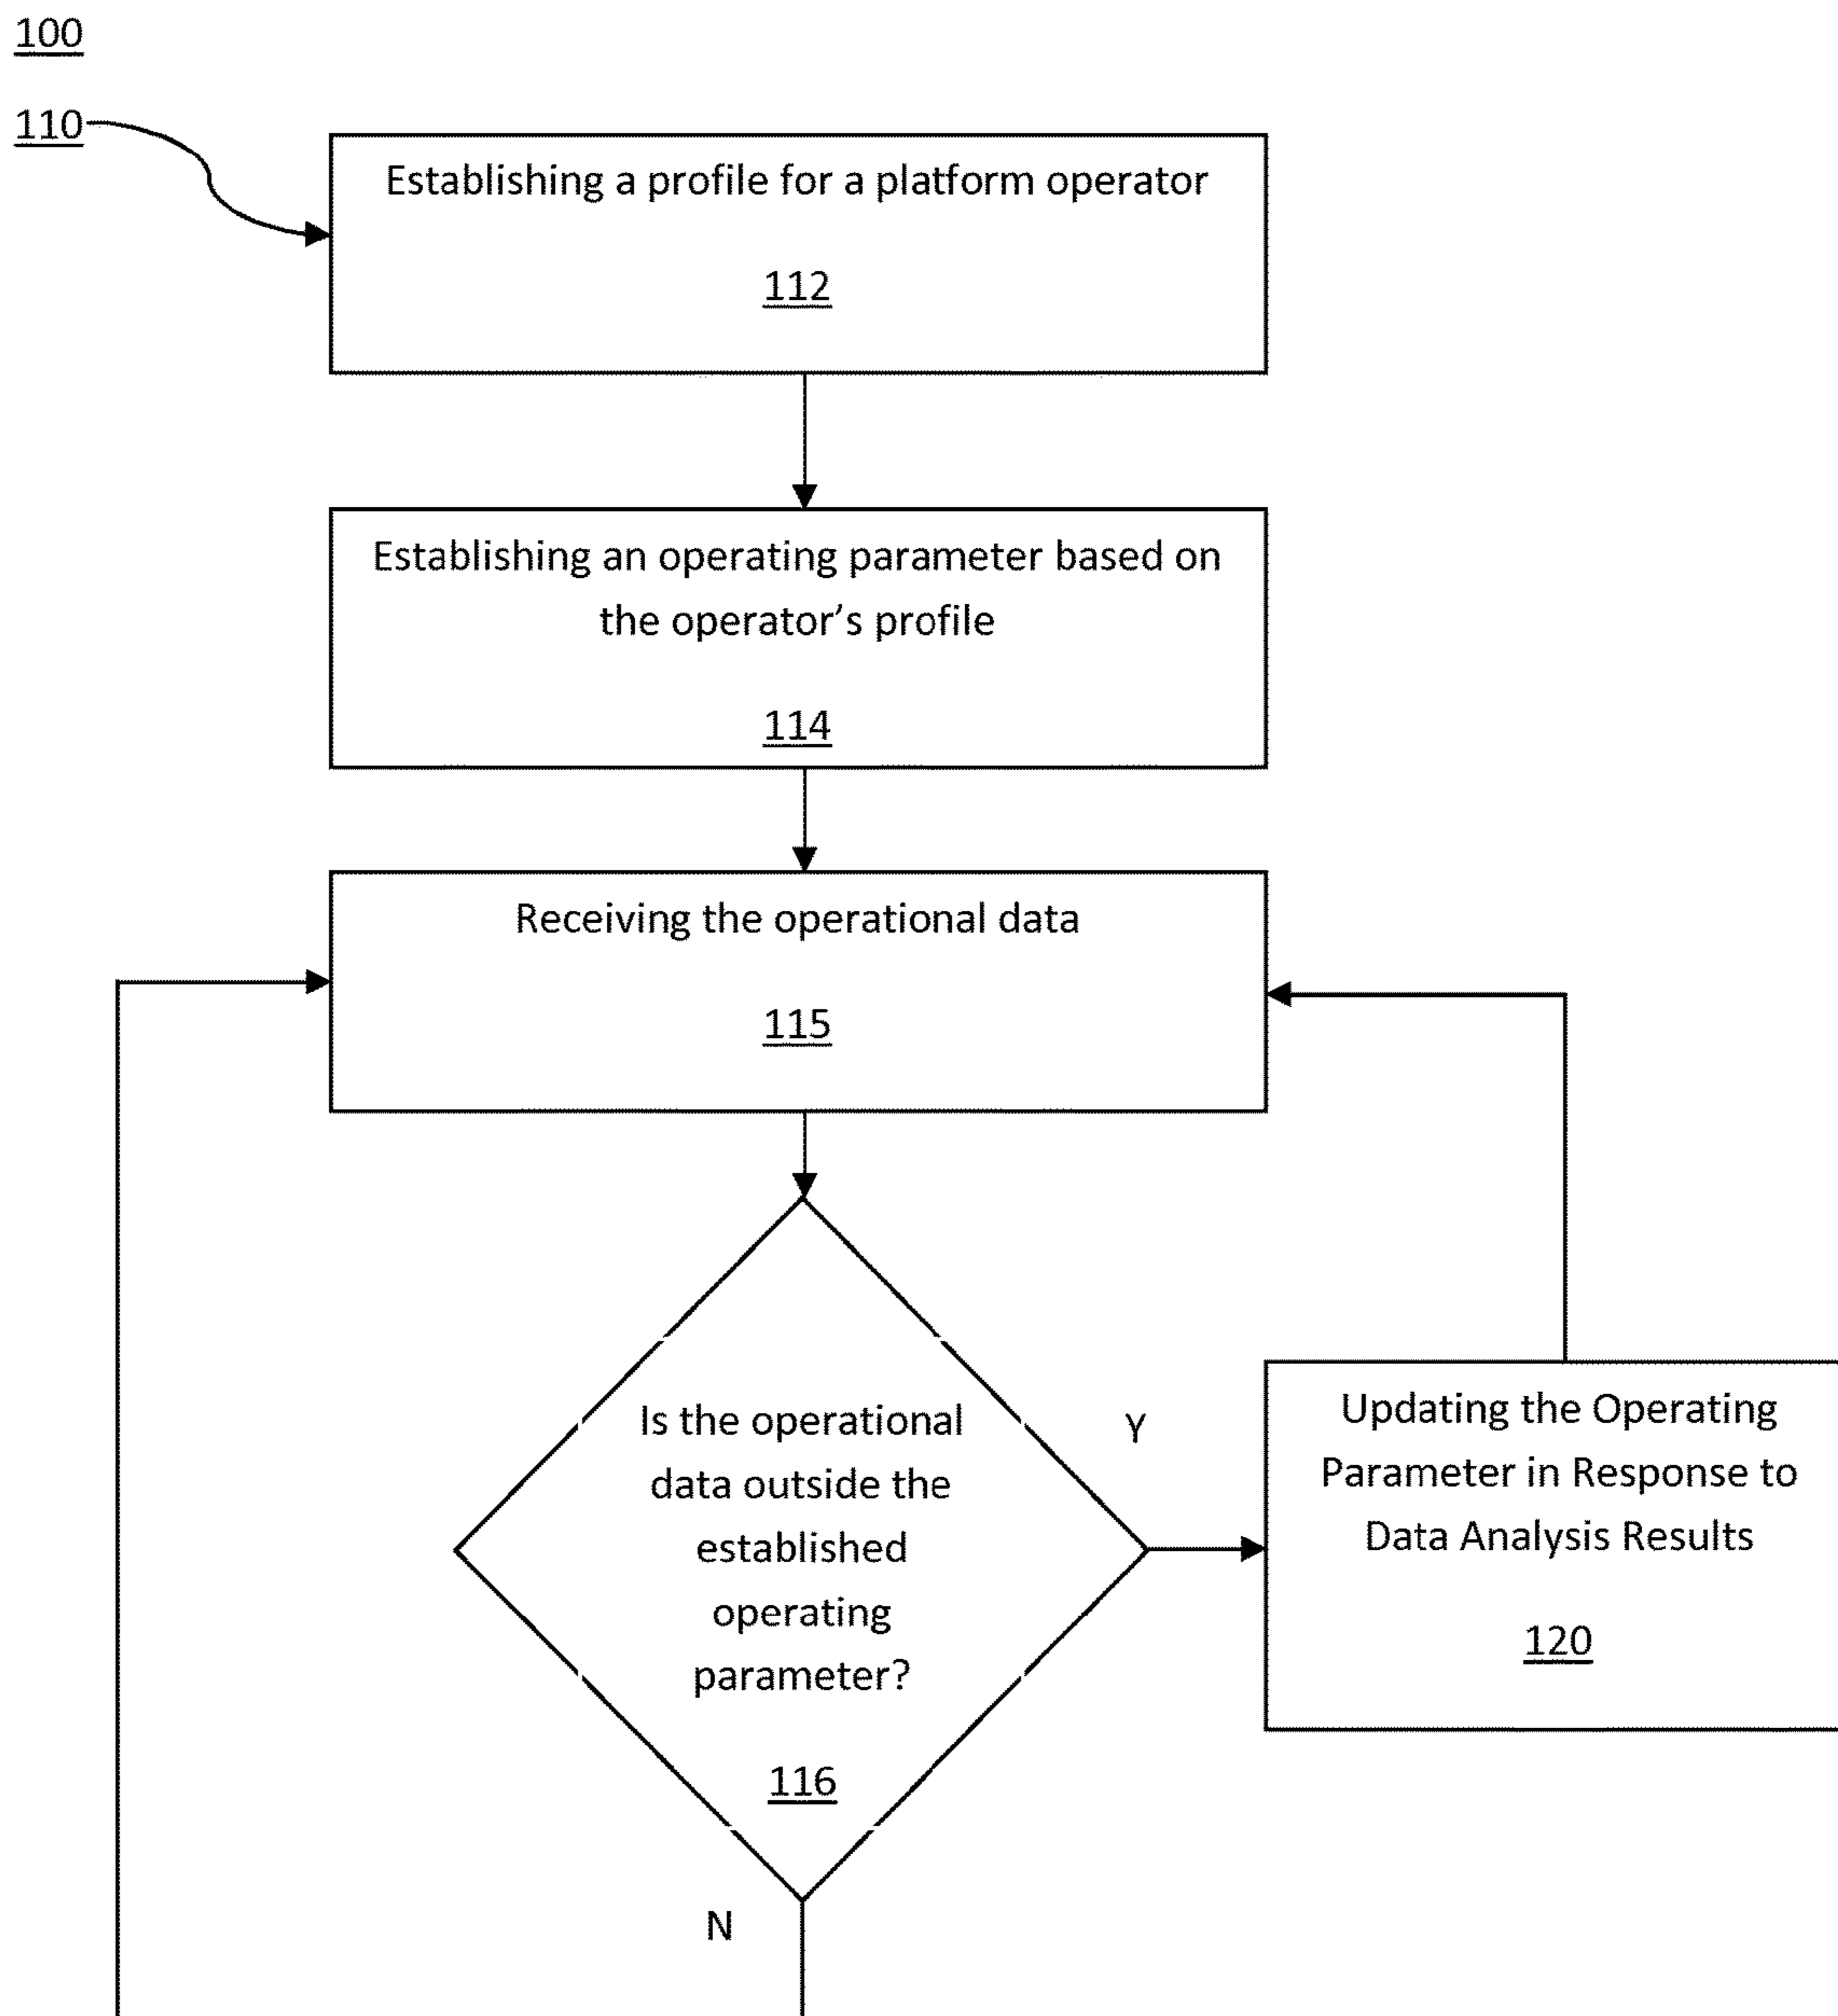 100
110
Establishing a profile for a platform operator
112
Establishing an operating parameter based on
the operator's profile
114
Receiving the operational data
115
Is the operational
data outside the
established
operating
parameter?
116
Y
Updating the Operating
Parameter in Response to
Data Analysis Results
120
N